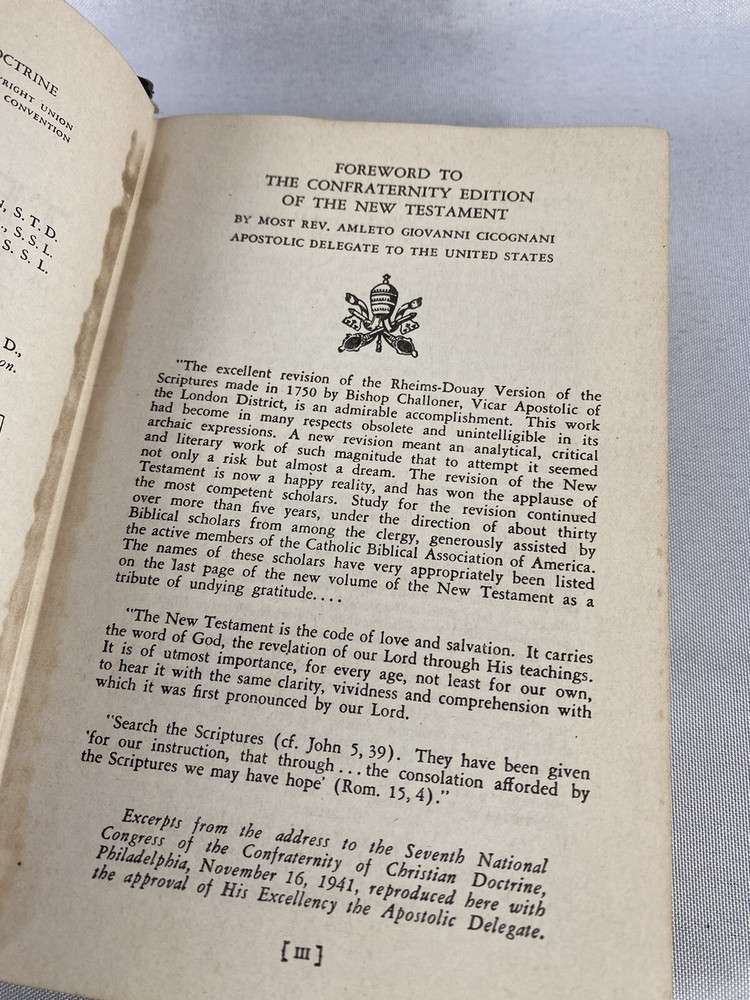 OCTRINE
RIGHT UNION
CONVENTION
S. T. D.
S. S. L.
S. S. L.
D.,
on.
FOREWORD TO
THE CONFRATERNITY EDITION
OF THE NEW TESTAMENT
BY MOST REV. AMLETO GIOVANNI CICOGNANI
APOSTOLIC DELEGATE TO THE UNITED STATES
"The excellent revision of the Rheims-Douay Version of the
Scriptures made in 1750 by Bishop Challoner, Vicar Apostolic of
the London District, is an admirable accomplishment. This work
had become in many respects obsolete and unintelligible in its
archaic expressions. A new revision meant an analytical, critical
and literary work of such magnitude that to attempt it seemed
not only a risk but almost a dream. The revision of the New
Testament is now a happy reality, and has won the applause of
the most competent scholars. Study for the revision continued
over more than five years, under the direction of about thirty
Biblical scholars from among the clergy, generously assisted by
the active members of the Catholic Biblical Association of America.
The names of these scholars have very appropriately been listed
on the last page of the new volume of the New Testament as a
tribute of undying gratitude....
"The New Testament is the code of love and salvation. It carries
the word of God, the revelation of our Lord through His teachings.
It is of utmost importance, for every age, not least for our own,
to hear it with the same clarity, vividness and comprehension with
which it was first pronounced by our Lord.
"Search the Scriptures (cf. John 5, 39). They have been given
'for our instruction, that through...the consolation afforded by
the Scriptures we may have hope' (Rom. 15, 4)."
Excerpts from the address to the Seventh National
Congress of the Confraternity of Christian Doctrine,
Philadelphia, November 16, 1941, reproduced here with
the approval of His Excellency the Apostolic Delegate.
[ III ]